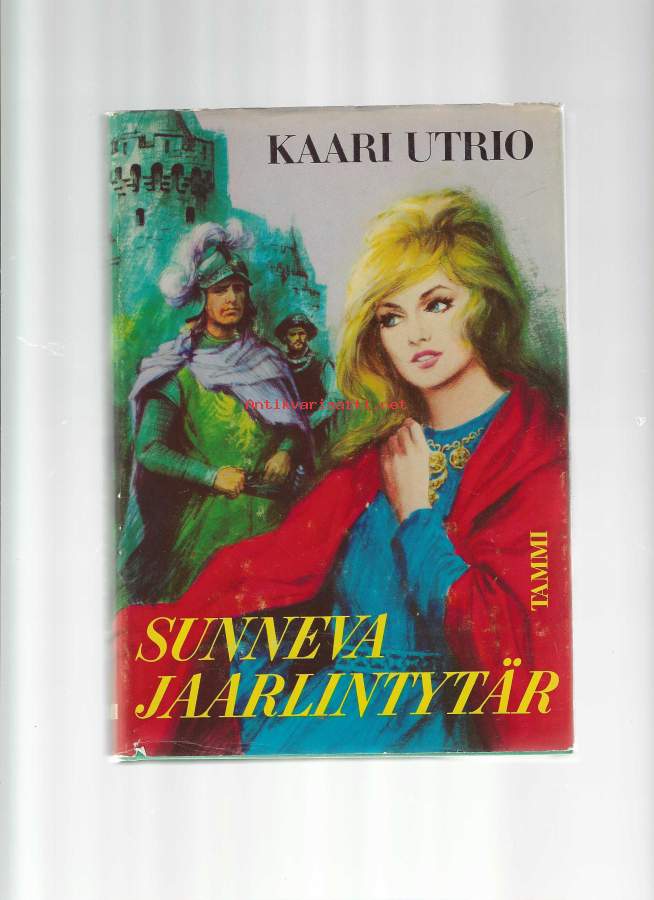 KAARI UTRIO
Antikvariaatti.net
TAMMI
SUNNEVA
JAARLINTYTÄR